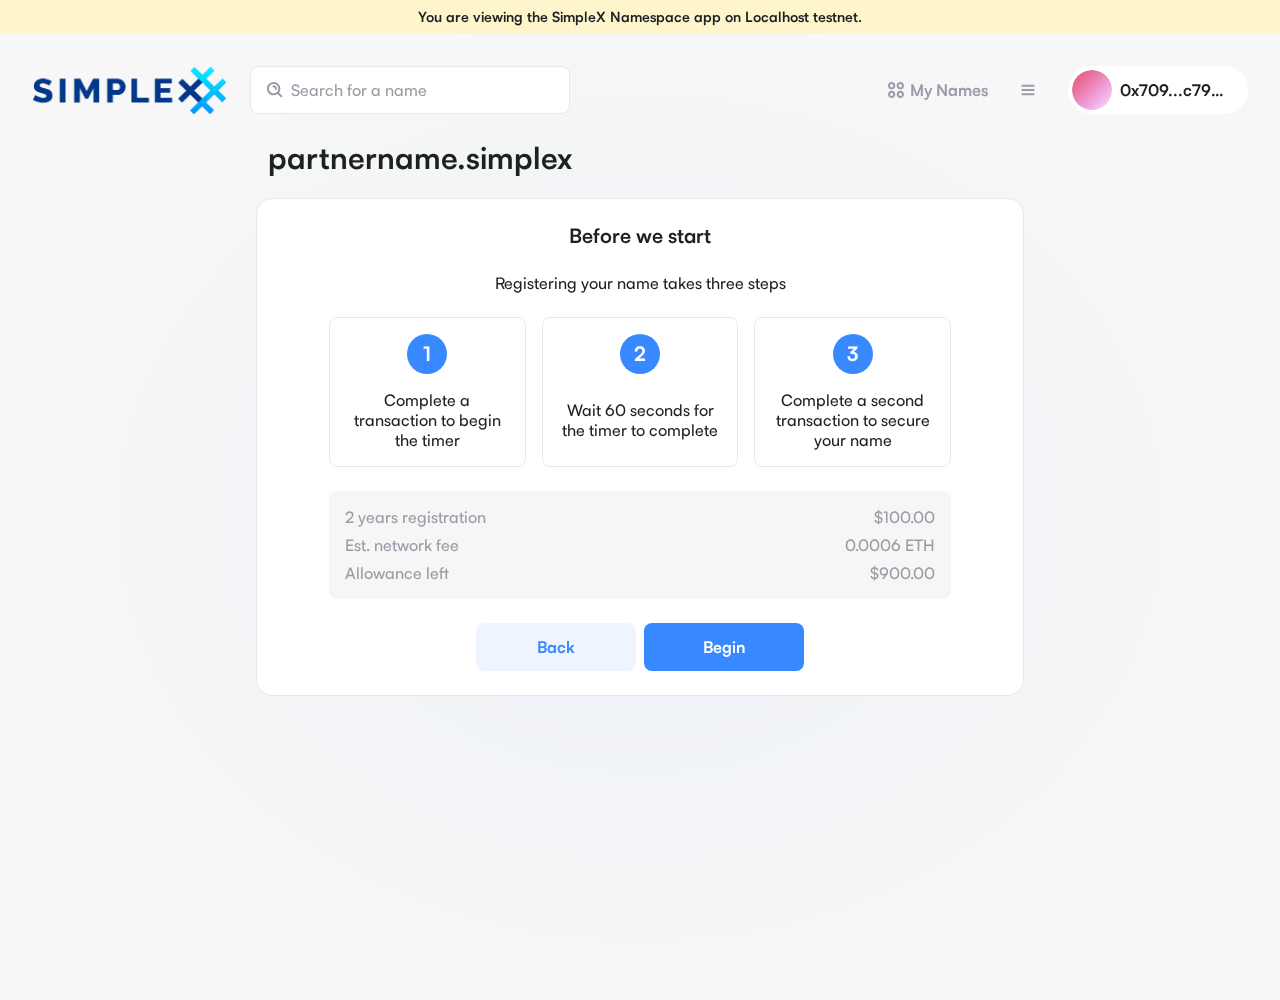 You are viewing the SimpleX Namespace app on Localhost testnet.
SIMPLEX
Search for a name
My Names
0x709...c79...
partnername.simplex
Before we start
Registering your name takes three steps
1
Complete a
transaction to begin
the timer
2
Wait 60 seconds for
the timer to complete
3
Complete a second
transaction to secure
your name
2 years registration $100.00
Est. network fee 0.0006 ETH
Allowance left $900.00
Back
Begin